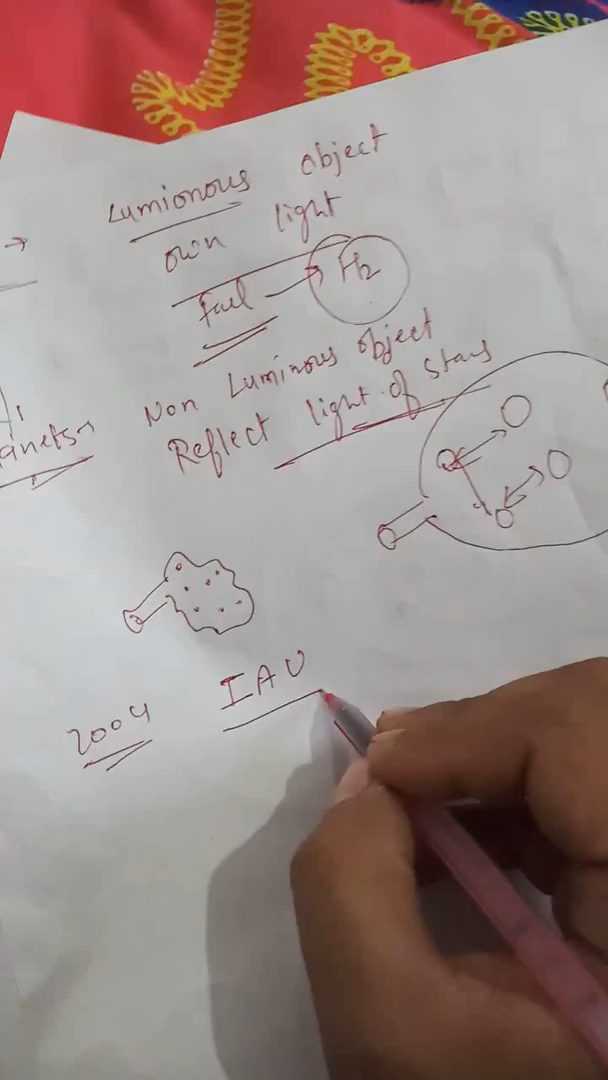 Lumionous object
→ own light
Fuel → H2
Non Luminous object
anets→ Reflect light of stars
IAU
2004